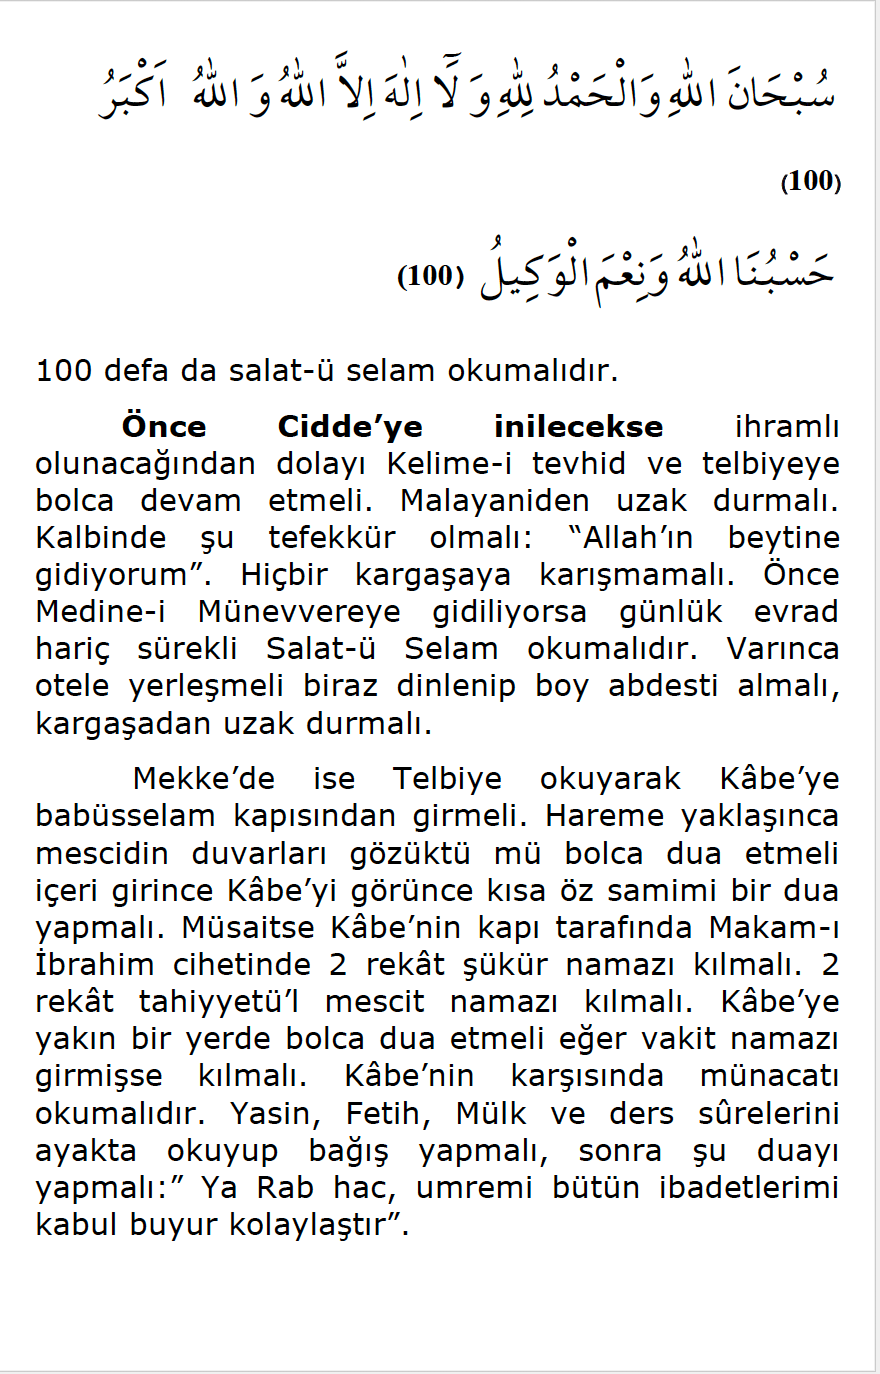 سُبْحَانَ اللهِ وَالْحَمْدُ لِلهِ وَ لَٓا اِلٰهَ اِلاَّ اللهُ وَ اللهُ اَكْبَرُ
(100)
حَسْبُنَا اللهُ وَنِعْمَ الْوَكِيلُ (100)
100 defa da salat-ü selam okumalıdır.
Önce Cidde’ye inilecekse ihramlı
olunacağından dolayı Kelime-i tevhid ve telbiyeye
bolca devam etmeli. Malayaniden uzak durmalı.
Kalbinde şu tefekkür olmalı: “Allah’ın beytine
gidiyorum”. Hiçbir kargaşaya karışmamalı. Önce
Medine-i Münevvereye gidiliyorsa günlük evrad
hariç sürekli Salat-ü Selam okumalıdır. Varınca
otele yerleşmeli biraz dinlenip boy abdesti almalı,
kargaşadan uzak durmalı.
Mekke’de ise Telbiye okuyarak Kâbe’ye
babüsselam kapısından girmeli. Hareme yaklaşınca
mescidin duvarları gözüktü mü bolca dua etmeli
içeri girince Kâbe’yi görünce kısa öz samimi bir dua
yapmalı. Müsaitse Kâbe’nin kapı tarafında Makam-ı
İbrahim cihetinde 2 rekât şükür namazı kılmalı. 2
rekât tahiyyetü’l mescit namazı kılmalı. Kâbe’ye
yakın bir yerde bolca dua etmeli eğer vakit namazı
girmişse kılmalı. Kâbe’nin karşısında münacatı
okumalıdır. Yasin, Fetih, Mülk ve ders sûrelerini
ayakta okuyup bağış yapmalı, sonra şu duayı
yapmalı:” Ya Rab hac, umremi bütün ibadetlerimi
kabul buyur kolaylaştır”.